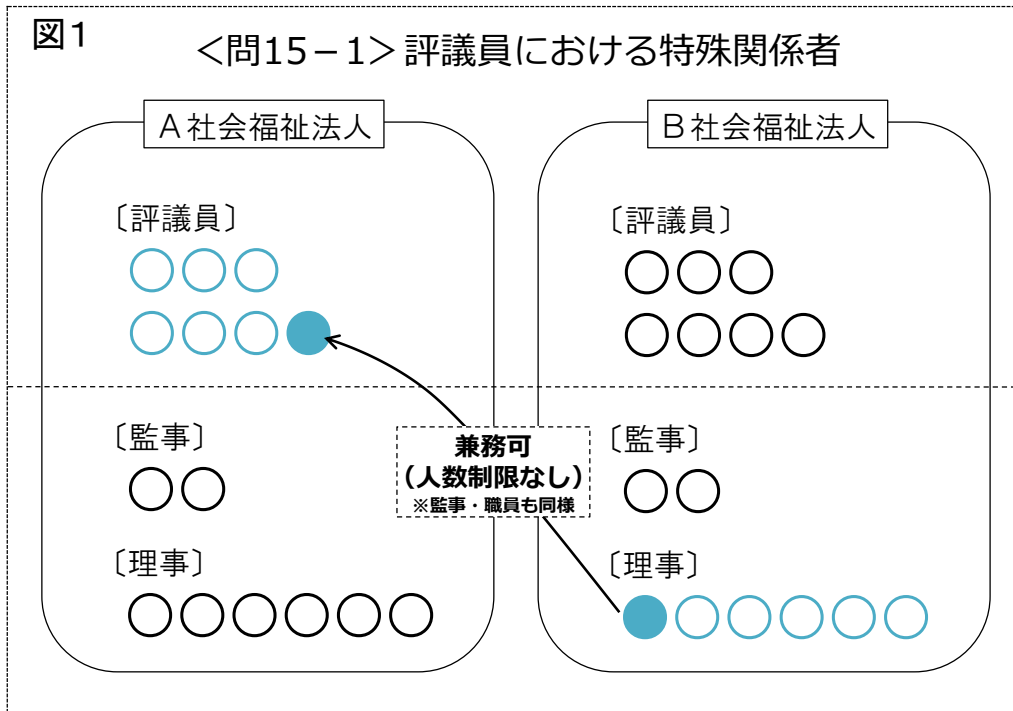 図1
<問15－1>評議員における特殊関係者
A社会福祉法人
B社会福祉法人
〔評議員〕
〔評議員〕
〔監事〕
兼務可
（人数制限なし）
※監事・職員も同様
〔監事〕
〔理事〕
〔理事〕